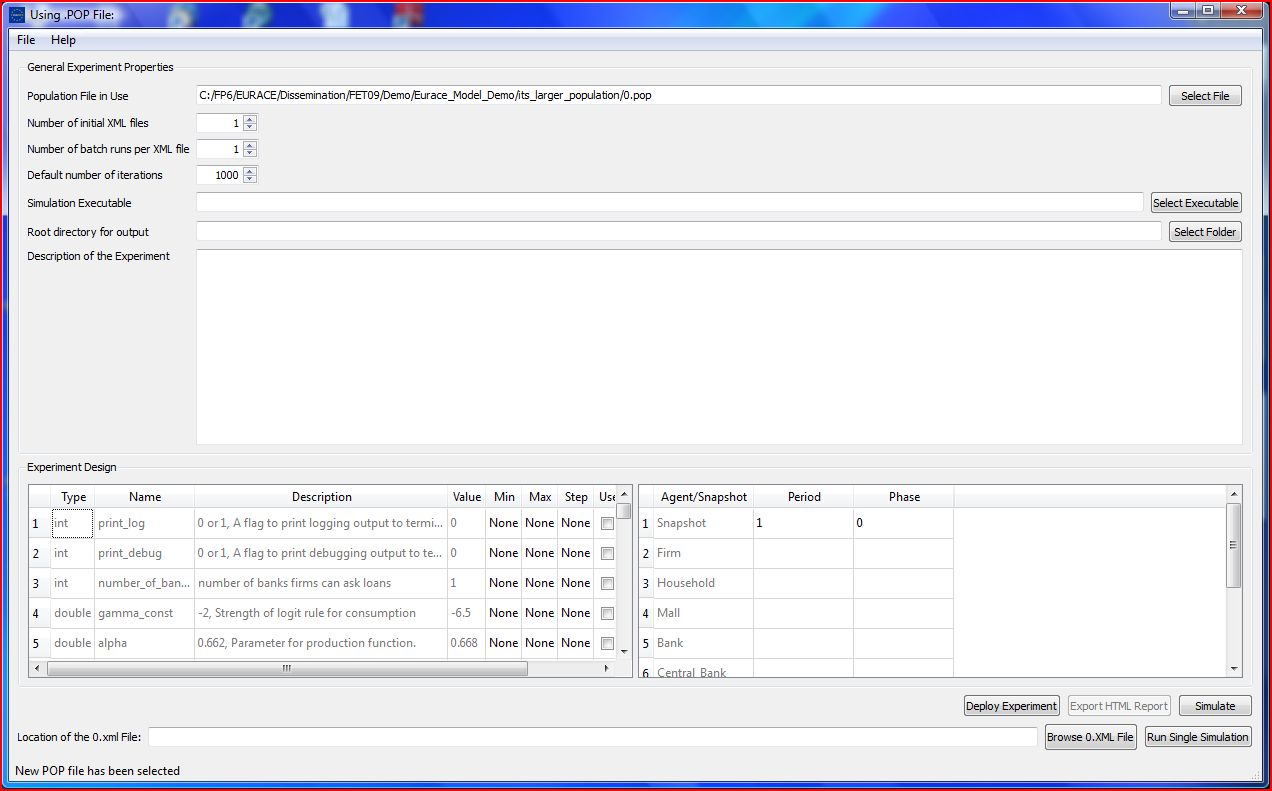 Using .POP File:
File Help
General Experiment Properties
Population File in Use C:/FP6/EURACE/Dissemination/FET09/Demo/Eurace_Model_Demo/its_larger_population/0.pop Select File
Number of initial XML files 1
Number of batch runs per XML file 1
Default number of iterations 1000
Simulation Executable Select Executable
Root directory for output Select Folder
Description of the Experiment
Experiment Design
Type Name Description Value Min Max Step Use Agent/Snapshot Period Phase
1 int print_log 0 or 1, A flag to print logging output to termi... 0 None None None 1 Snapshot 1 0
2 int print_debug 0 or 1, A flag to print debugging output to te... 0 None None None 2 Firm
3 int number_of_ban... number of banks firms can ask loans 1 None None None 3 Household
4 double gamma_const -2, Strength of logit rule for consumption -6.5 None None None 4 Mall
5 double alpha 0.662, Parameter for production function. 0.668 None None None 5 Bank
6 Central_Bank
Deploy Experiment Export HTML Report Simulate
Location of the 0.xml File: Browse 0.XML File Run Single Simulation
New POP file has been selected